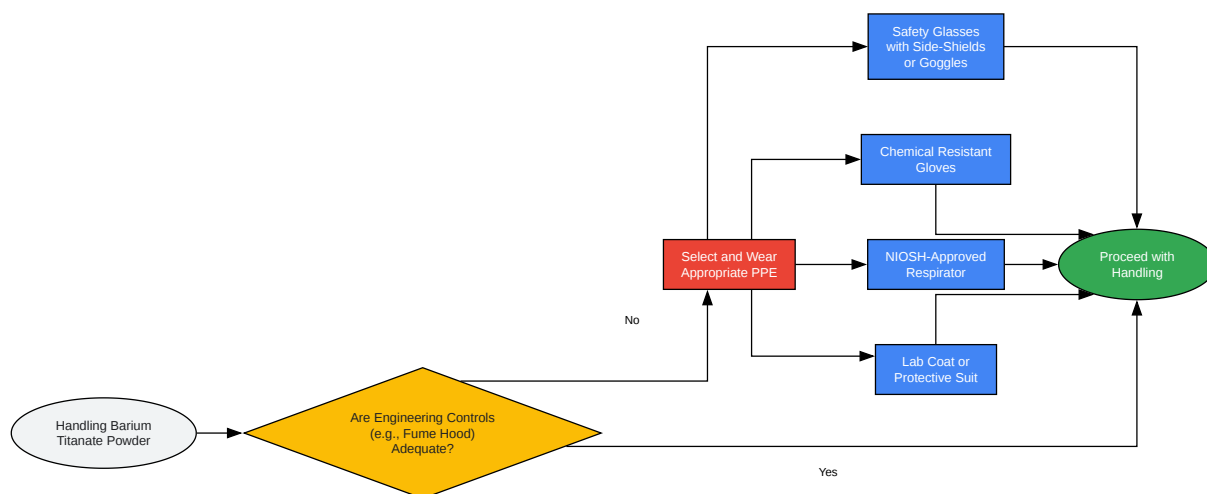 Safety Glasses
with Side-Shields
or Goggles
Chemical Resistant
Gloves
Select and Wear
Appropriate PPE
NIOSH-Approved
Respirator
Proceed with
Handling
No
Lab Coat or
Protective Suit
Handling Barium
Titanate Powder
Are Engineering Controls
(e.g., Fume Hood)
Adequate?
Yes